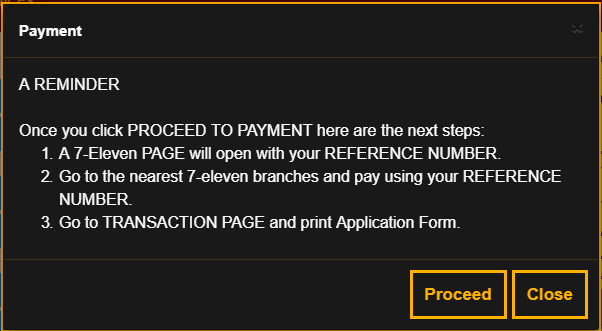 Payment
A REMINDER
Once you click PROCEED TO PAYMENT here are the next steps:
1. A 7-Eleven PAGE will open with your REFERENCE NUMBER.
2. Go to the nearest 7-eleven branches and pay using your REFERENCE
NUMBER.
3. Go to TRANSACTION PAGE and print Application Form.
Proceed
Close